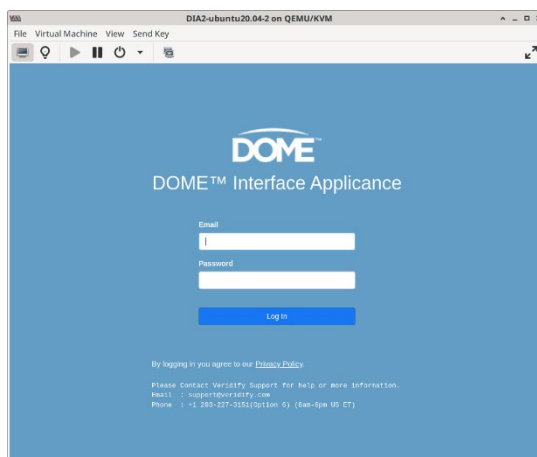 DIA2-ubuntu20.04-2 on QEMU/KVM
File Virtual Machine View Send Key
DOME™
DOME™ Interface Applicance
Email
Password
Log In
By logging in you agree to our Privacy Policy.
Please Contact Veridify Support for help or more information.
Email : support@veridify.com
Phone : +1 203-227-3151(Option 6) (8am-6pm US ET)